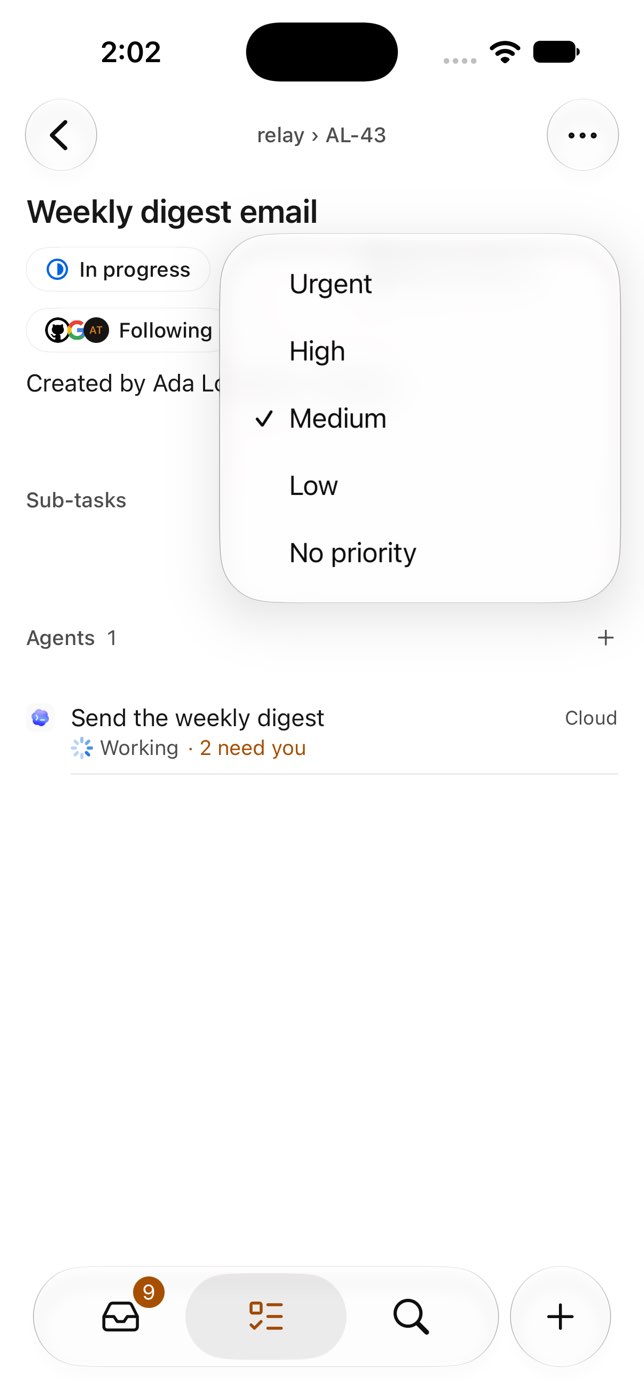 2:02
relay › AL-43
Weekly digest email
In progress
AT Following
Created by Ada
Urgent
High
Medium
Low
No priority
Sub-tasks
Agents 1
Send the weekly digest
Cloud
Working · 2 need you
9